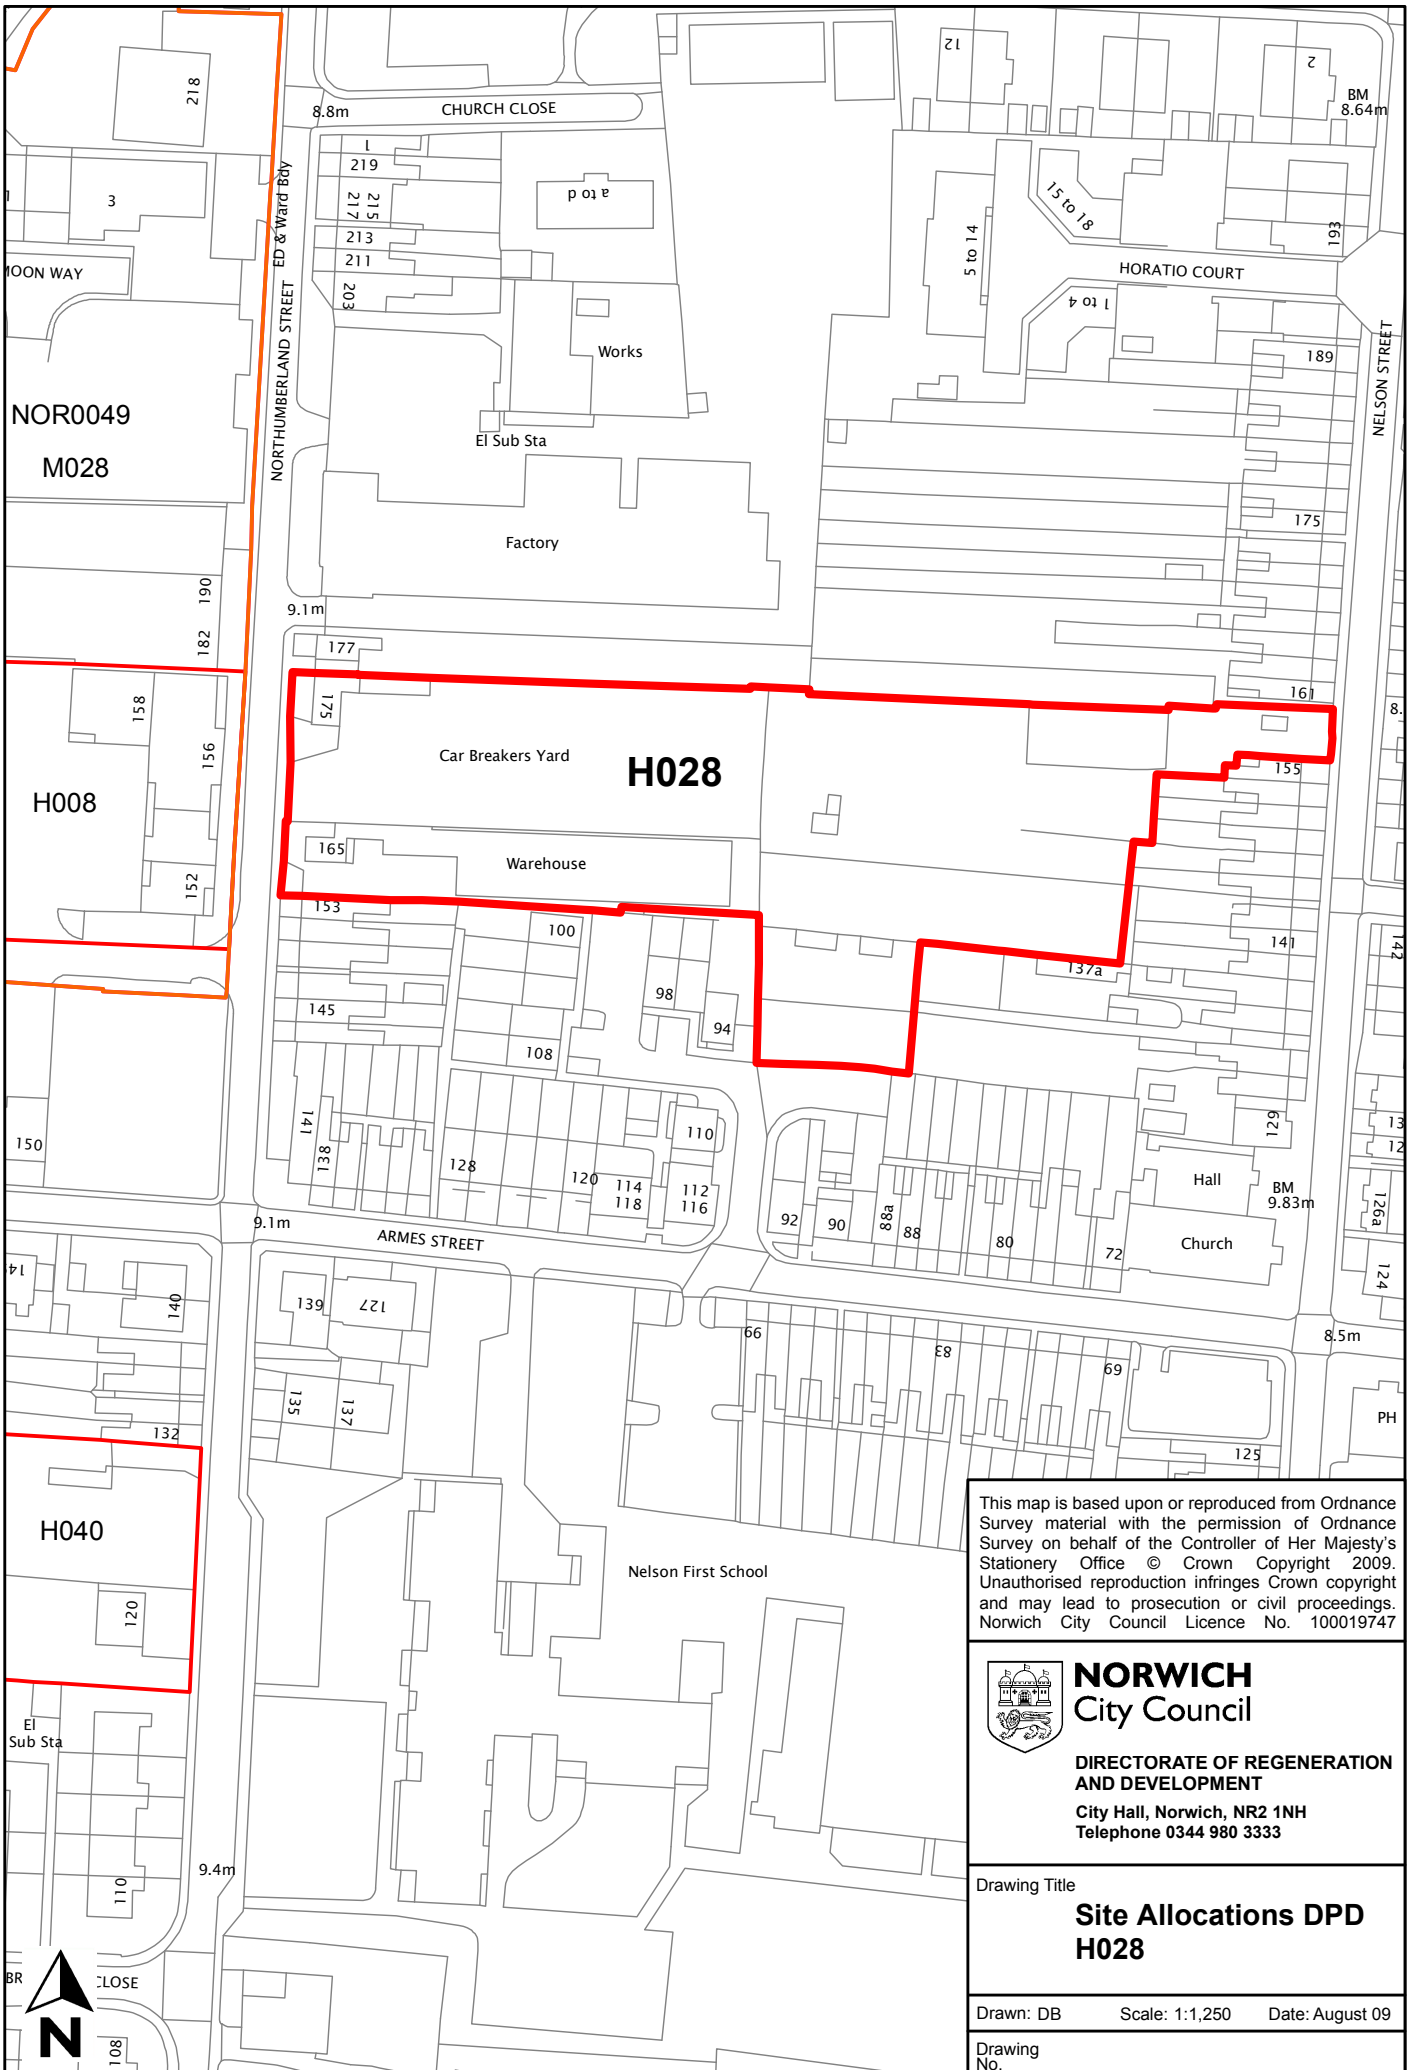 218
8.8m
CHURCH CLOSE
12
2
BM
8.64m
1
219
215
217
213
211
203
a to d
3
1
MOON WAY
ED & Ward Bdy
NORTHUMBERLAND STREET
5 to 14
15 to 18
193
HORATIO COURT
1 to 4
NELSON STREET
189
Works
El Sub Sta
NOR0049
M028
175
Factory
190
182
9.1m
177
175
161
8.
158
156
Car Breakers Yard
H028
155
H008
165
Warehouse
152
153
100
141
142
137a
98
94
145
108
141
138
110
129
13
12
150
128
120
114
118
112
116
Hall
BM
9.83m
92
90
88a
88
80
72
Church
126a
124
9.1m
ARMES STREET
14
140
139
127
8.5m
99
83
69
135
137
PH
132
125
H040
120
Nelson First School
El
Sub Sta
110
9.4m
BR
CLOSE
108
N
This map is based upon or reproduced from Ordnance
Survey material with the permission of Ordnance
Survey on behalf of the Controller of Her Majesty's
Stationery Office © Crown Copyright 2009.
Unauthorised reproduction infringes Crown copyright
and may lead to prosecution or civil proceedings.
Norwich City Council Licence No. 100019747
NORWICH
City Council
DIRECTORATE OF REGENERATION
AND DEVELOPMENT
City Hall, Norwich, NR2 1NH
Telephone 0344 980 3333
Drawing Title
Site Allocations DPD
H028
Drawn: DB Scale: 1:1,250 Date: August 09
Drawing
No.